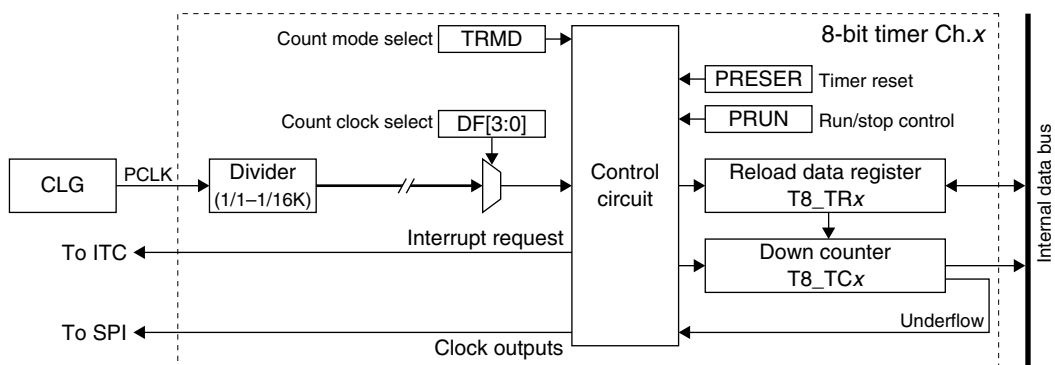 8-bit timer Ch.x
Count mode select
TRMD
PRESER
Timer reset
Count clock select
DF[3:0]
PRUN
Run/stop control
CLG
PCLK
Divider
(1/1–1/16K)
Control
circuit
Reload data register
T8_TRx
Internal data bus
To ITC
Interrupt request
Down counter
T8_TCx
Underflow
To SPI
Clock outputs